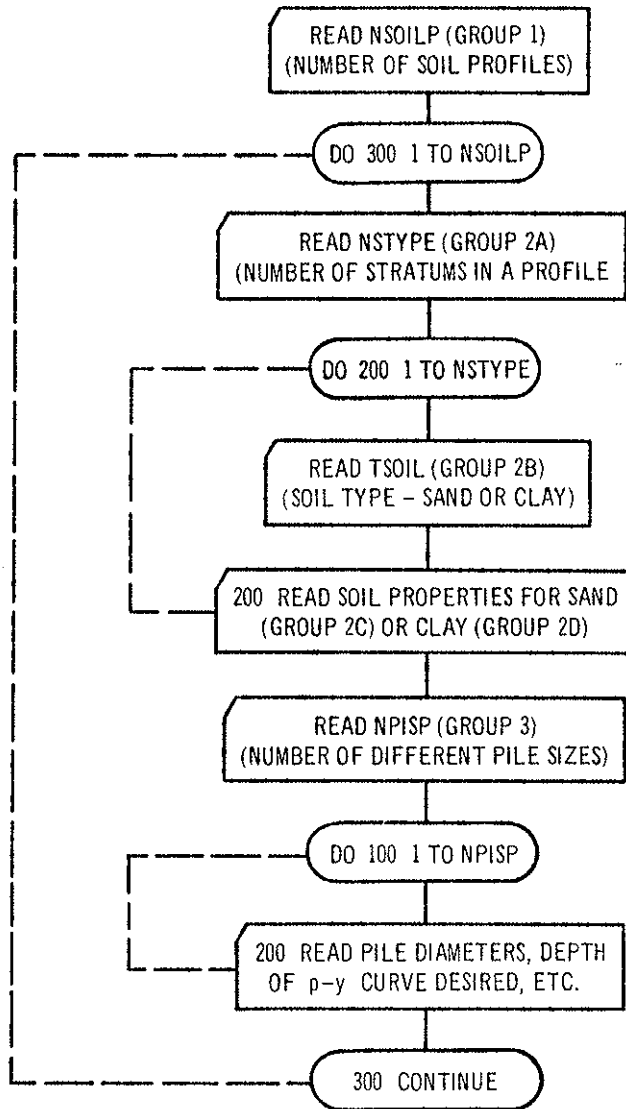 READ NSOILP (GROUP 1)
(NUMBER OF SOIL PROFILES)
DO 300 1 TO NSOILP
READ NSTYPE (GROUP 2A)
(NUMBER OF STRATUMS IN A PROFILE
DO 200 1 TO NSTYPE
READ TSOIL (GROUP 2B)
(SOIL TYPE – SAND OR CLAY)
200 READ SOIL PROPERTIES FOR SAND
(GROUP 2C) OR CLAY (GROUP 2D)
READ NPISP (GROUP 3)
(NUMBER OF DIFFERENT PILE SIZES)
DO 100 1 TO NPISP
200 READ PILE DIAMETERS, DEPTH
OF p-y CURVE DESIRED, ETC.
300 CONTINUE